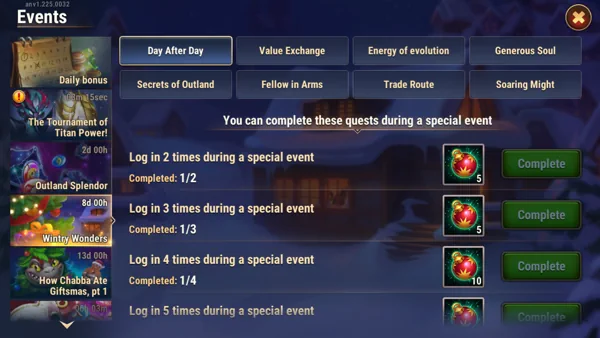 anv1.225.0032
Events
Daily bonus
15sec
The Tournament of
Titan Power!
2d 00h
Outland Splendor
8d 00h
Wintry Wonders
13d 00h
How Chabba Ate
Giftsmas, pt 1
Day After Day
Value Exchange
Energy of evolution
Generous Soul
Secrets of Outland
Fellow in Arms
Trade Route
Soaring Might
You can complete these quests during a special event
Log in 2 times during a special event
Completed: 1/2
5
Complete
Log in 3 times during a special event
Completed: 1/3
5
Complete
Log in 4 times during a special event
Completed: 1/4
10
Complete
Log in 5 times during a special event
Complete